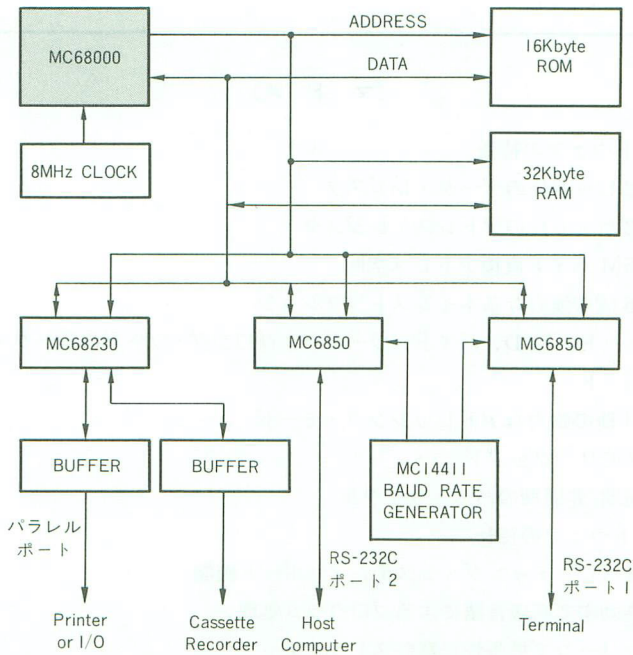 MC68000
ADDRESS
DATA
16Kbyte
ROM
8MHz CLOCK
32Kbyte
RAM
MC68230
MC6850
MC6850
BUFFER
BUFFER
MC14411
BAUD RATE
GENERATOR
パラレル
ポート
RS-232C
ポート2
RS-232C
ポート1
Printer
or I/O
Cassette
Recorder
Host
Computer
Terminal